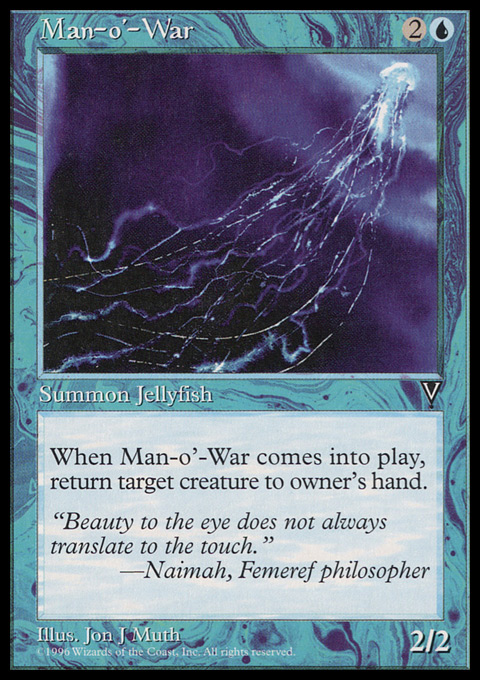 Man-o'-War 2
Summon Jellyfish V
When Man-o'-War comes into play,
return target creature to owner's hand.
"Beauty to the eye does not always
translate to the touch."
—Naimah, Femeref philosopher
Illus. Jon J Muth
2/2
©1996 Wizards of the Coast, Inc. All rights reserved.